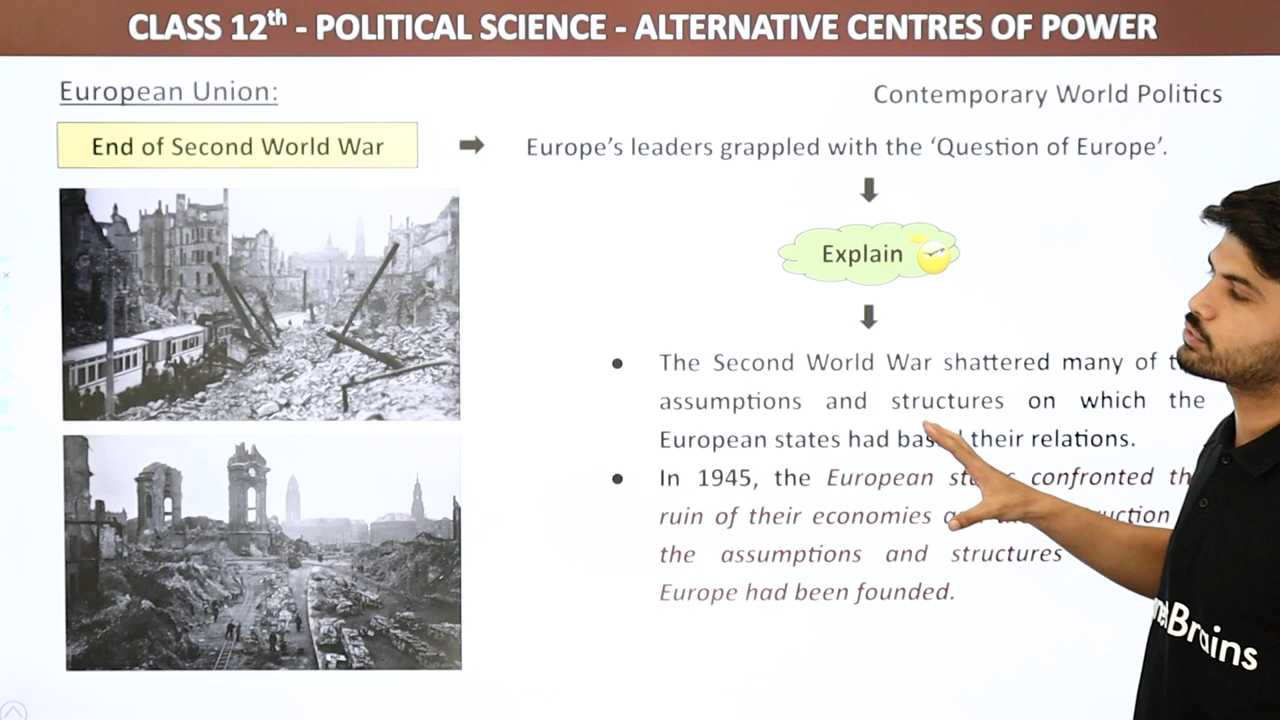 CLASS 12th - POLITICAL SCIENCE - ALTERNATIVE CENTRES OF POWER
European Union:
Contemporary World Politics
End of Second World War
Europe's leaders grappled with the 'Question of Europe'.
Explain
• The Second World War shattered many of
assumptions and structures on which the
European states had their relations.
• In 1945, the European confronted
ruin of their economies
the assumptions and structures
Europe had been founded.
Brains